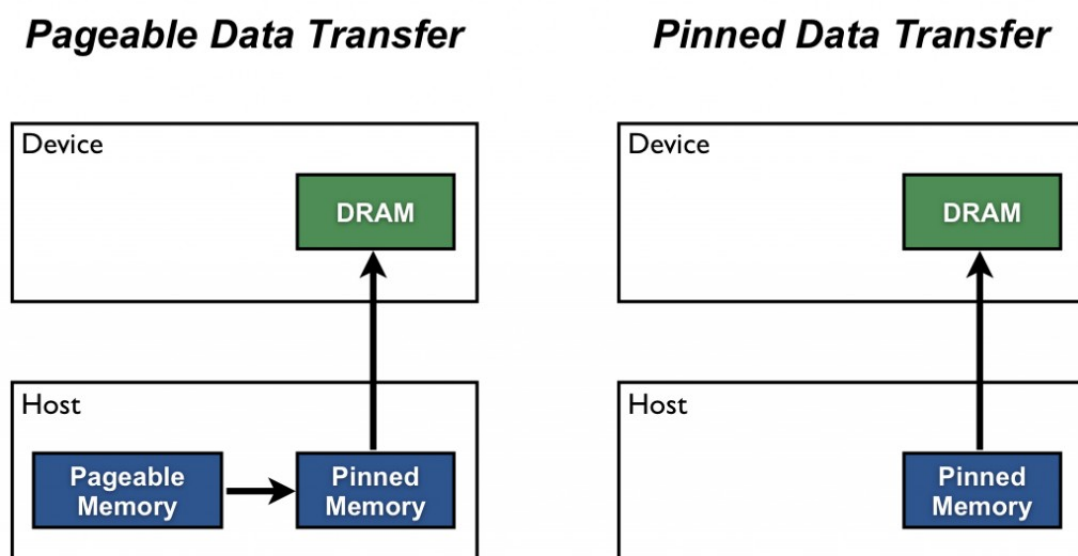 Pageable Data Transfer
Device
DRAM
Host
Pageable
Memory
Pinned
Memory
Pinned Data Transfer
Device
DRAM
Host
Pinned
Memory